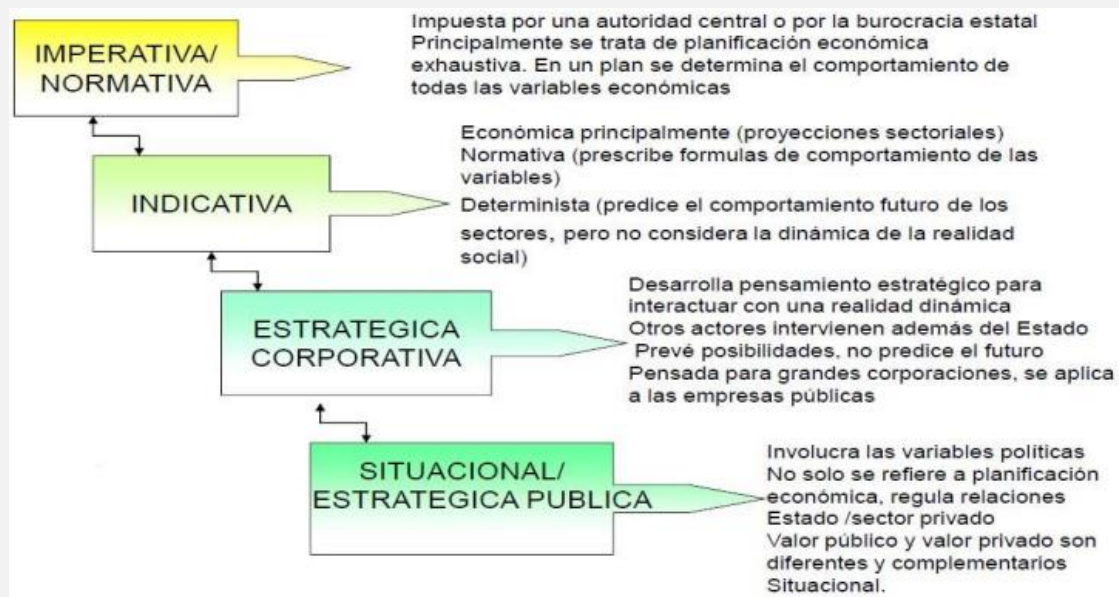 IMPERATIVA/
NORMATIVA
Impuesta por una autoridad central o por la burocracia estatal
Principalmente se trata de planificación económica
exhaustiva. En un plan se determina el comportamiento de
todas las variables económicas
INDICATIVA
Económica principalmente (proyecciones sectoriales)
Normativa (prescribe formulas de comportamiento de las
variables)
Determinista (predice el comportamiento futuro de los
sectores, pero no considera la dinámica de la realidad
social)
ESTRATEGICA
CORPORATIVA
Desarrolla pensamiento estratégico para
interactuar con una realidad dinámica
Otros actores intervienen además del Estado
Prevé posibilidades, no predice el futuro
Pensada para grandes corporaciones, se aplica
a las empresas públicas
SITUACIONAL/
ESTRATEGICA PUBLICA
Involucra las variables políticas
No solo se refiere a planificación
económica, regula relaciones
Estado /sector privado
Valor público y valor privado son
diferentes y complementarios
Situacional.